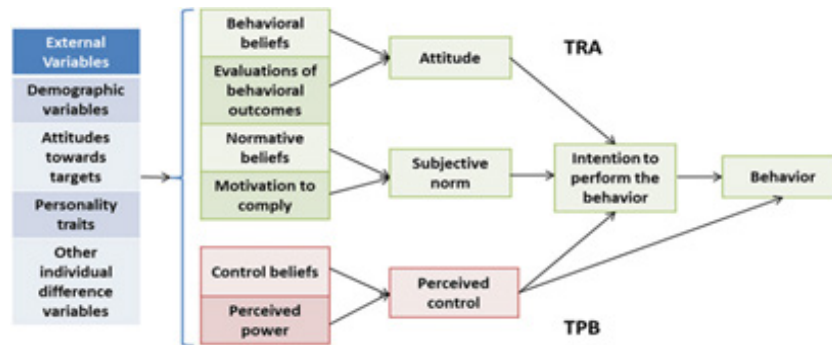 External
Variables
Demographic
variables
Attitudes
towards
targets
Personality
traits
Other
individual
difference
variables
Behavioral
beliefs
Evaluations of
behavioral
outcomes
Normative
beliefs
Motivation to
comply
Control beliefs
Perceived
power
Attitude
Subjective
norm
Perceived
control
TRA
Intention to
perform the
behavior
Behavior
TPB